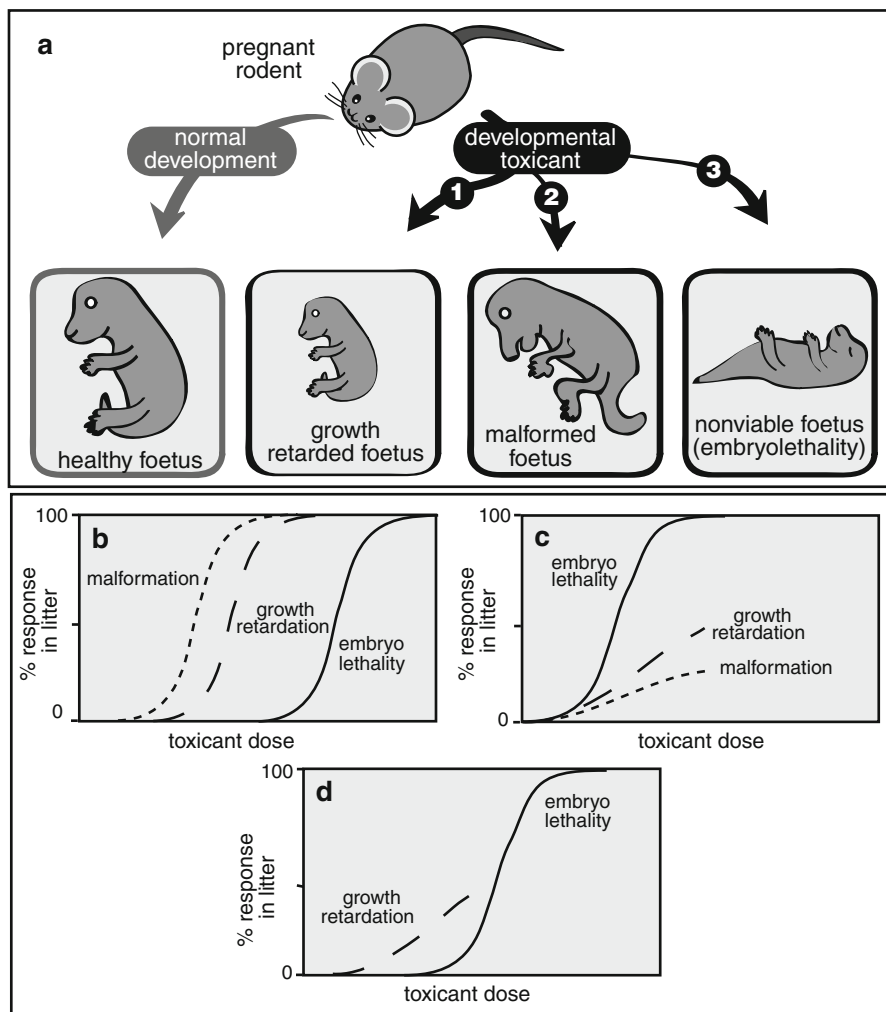 a
pregnant
rodent
normal
development
developmental
toxicant
1
2
3
healthy foetus
growth
retarded foetus
malformed
foetus
nonviable foetus
(embryolethality)
b
100
0
% response
in litter
malformation
growth
retardation
embryo
lethality
toxicant dose
c
100
0
% response
in litter
embryo
lethality
growth
retardation
malformation
toxicant dose
d
100
0
% response
in litter
growth
retardation
embryo
lethality
toxicant dose